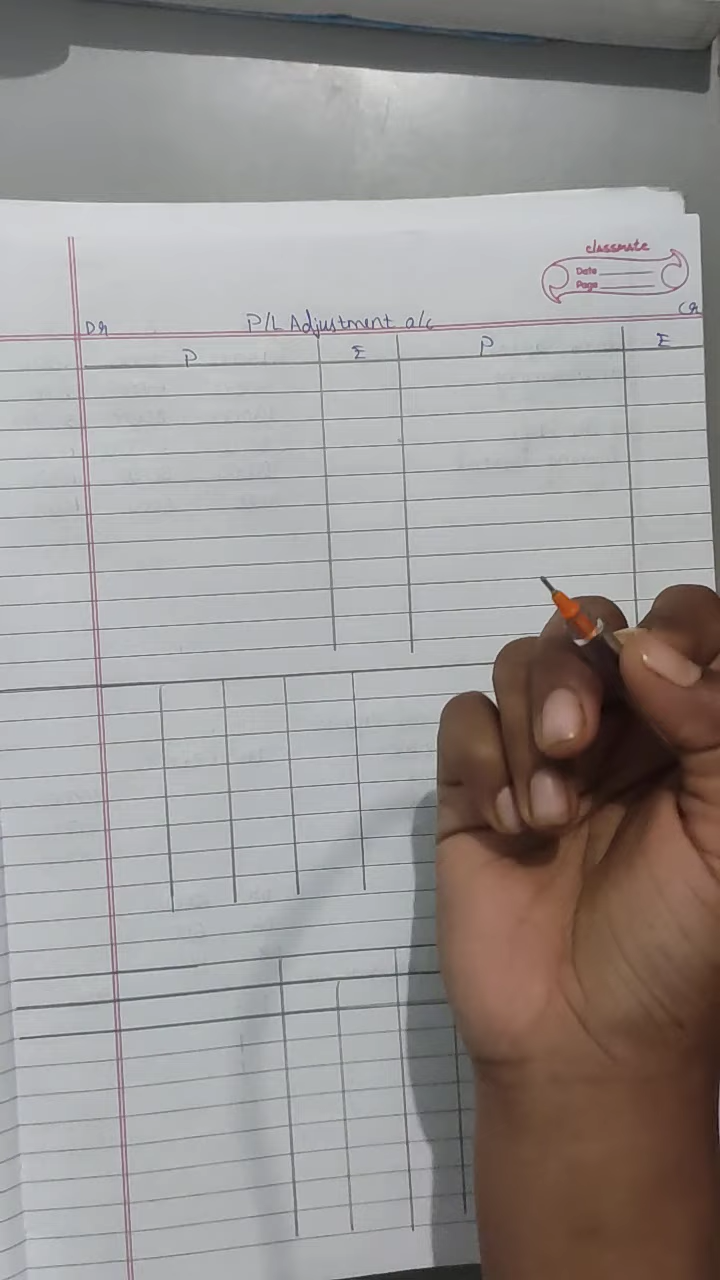 classmate
Date
Page
Dr P/L Adjustment a/c Cr
P Σ P Σ